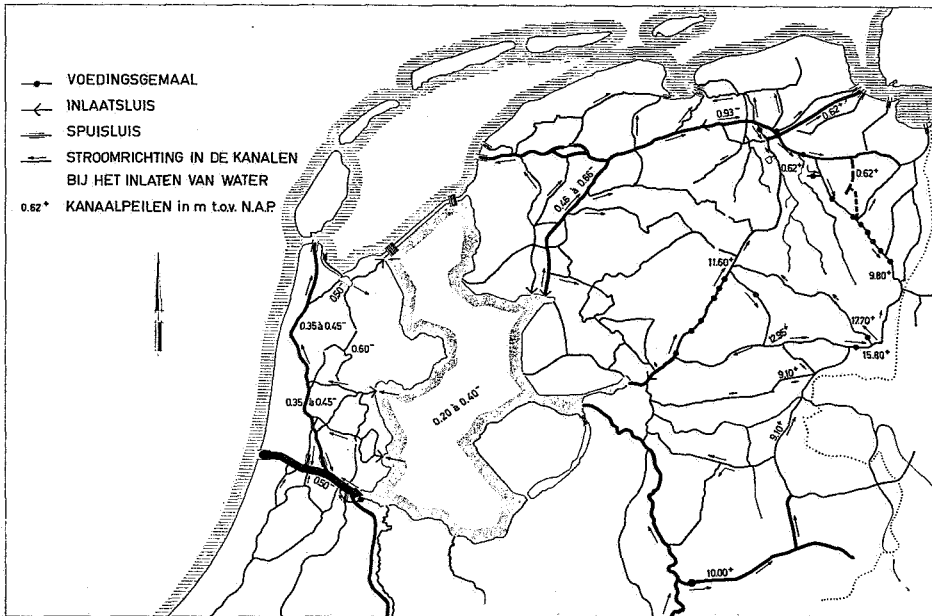 VOEDINGSGEMAAL
INLAATSLUIS
SPUISLUIS
STROOMRICHTING IN DE KANALEN
BIJ HET INLATEN VAN WATER
0.62+ KANAALPEILEN in m t.o.v. N.A.P.
0.93-
0.62+
0.62+
0.62+
0.46 à 0.66-
9.80+
11.60+
0.50-
0.35 à 0.45-
0.60-
17.70+
12.95+
15.80+
9.10+
0.35 à 0.45-
0.20 à 0.40-
9.10+
0.50-
10.00+